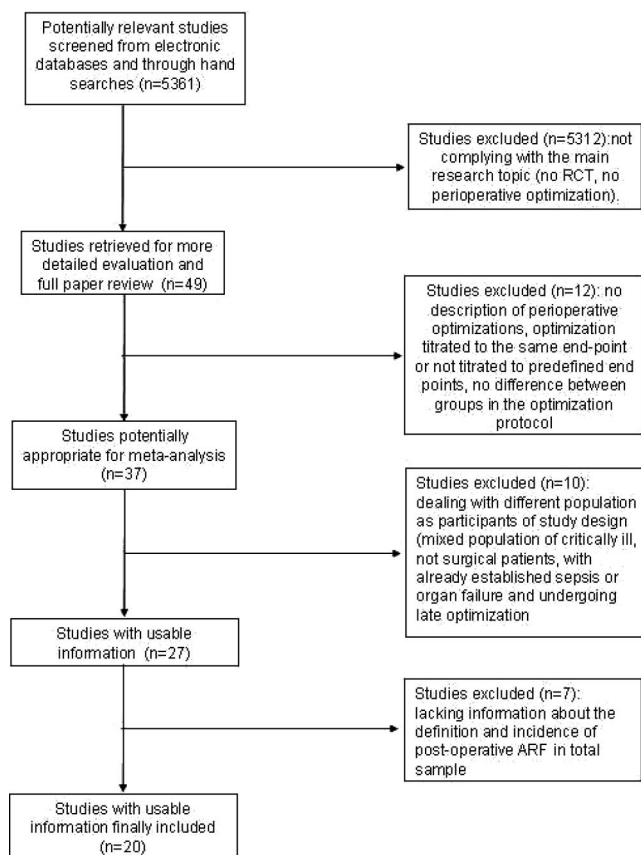 Potentially relevant studies
screened from electronic
databases and through hand
searches (n=5361)
Studies excluded (n=5312):not
complying with the main
research topic (no RCT, no
perioperative optimization).
Studies retrieved for more
detailed evaluation and
full paper review (n=49)
Studies excluded (n=12): no
description of perioperative
optimizations, optimization
titrated to the same end-point
or not titrated to predefined end
points, no difference between
groups in the optimization
protocol
Studies potentially
appropriate for meta-analysis
(n=37)
Studies excluded (n=10):
dealing with different population
as participants of study design
(mixed population of critically ill,
not surgical patients, with
already established sepsis or
organ failure and undergoing
late optimization
Studies with usable
information (n=27)
Studies excluded (n=7):
lacking information about the
definition and incidence of
post-operative ARF in total
sample
Studies with usable
information finally included
(n=20)